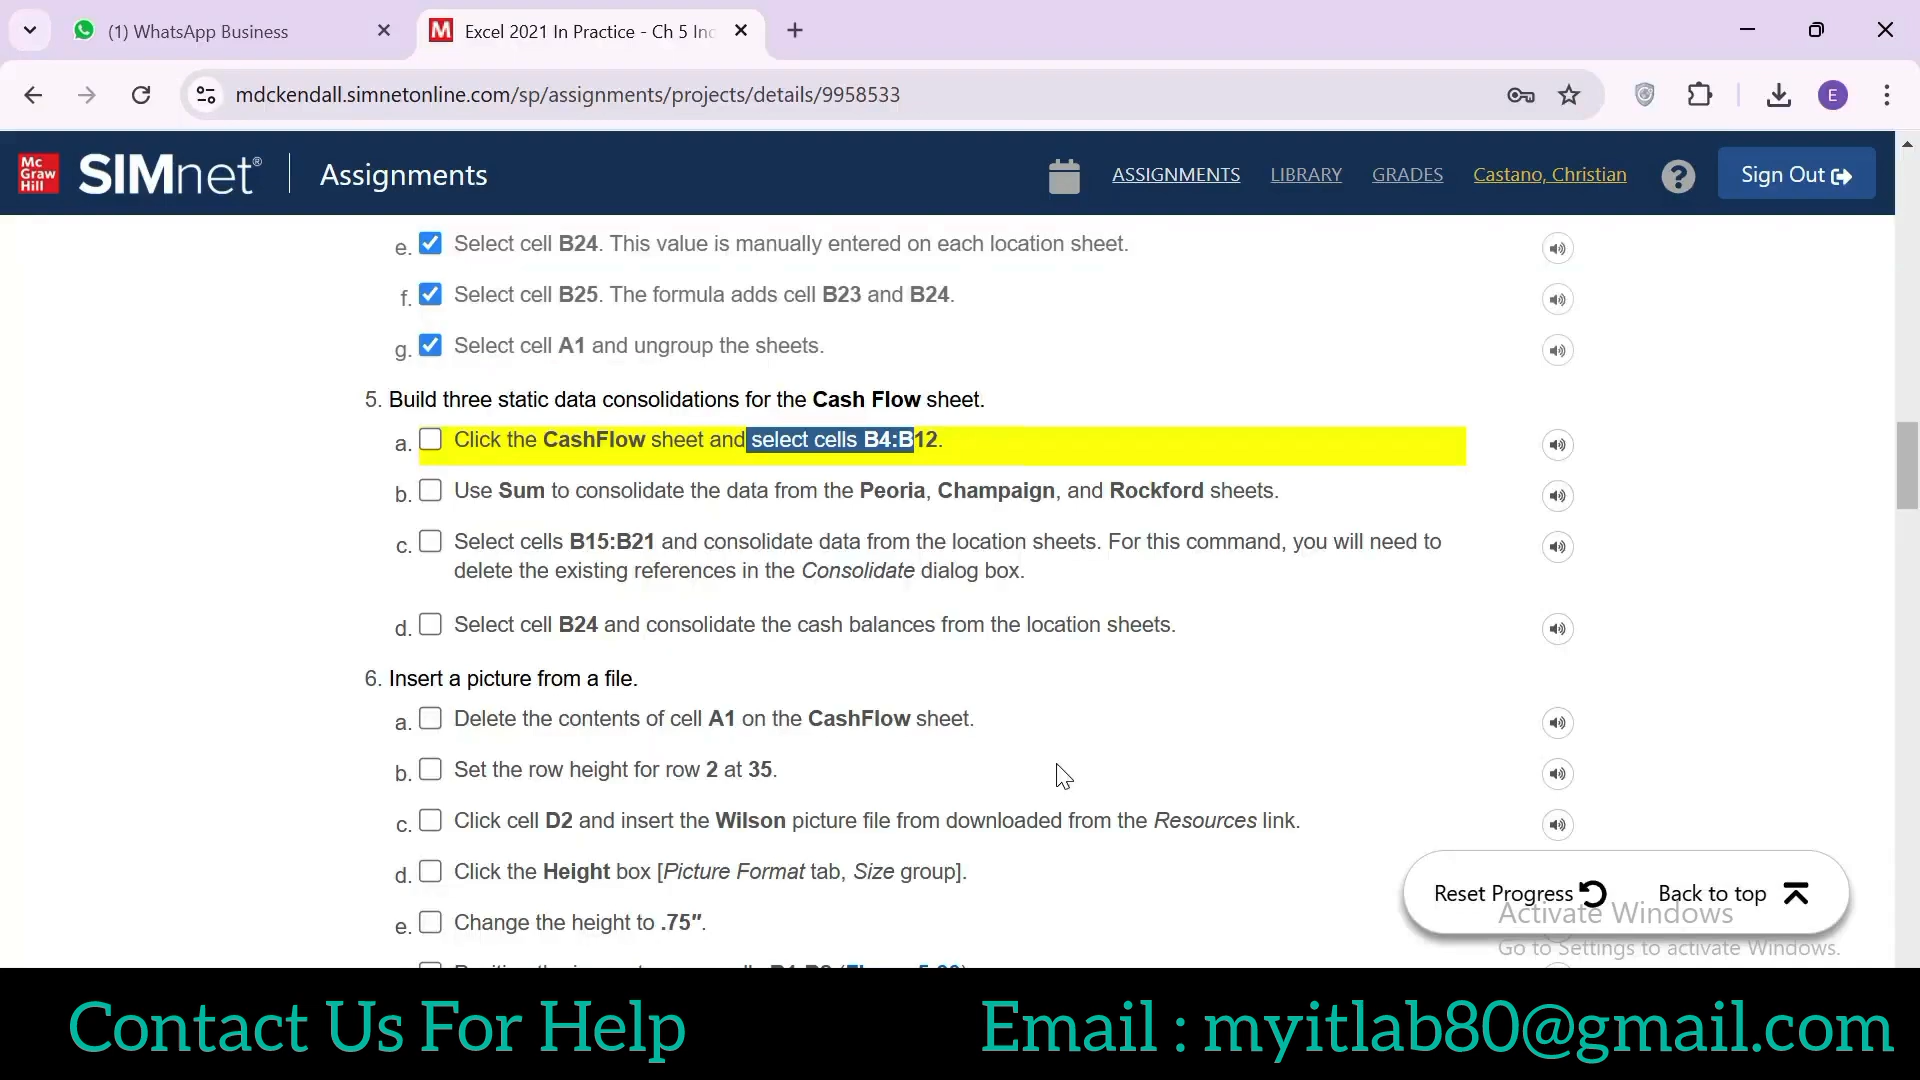 (1) WhatsApp Business
Excel 2021 In Practice - Ch 5 Inc
mdckendall.simnetonline.com/sp/assignments/projects/details/9958533
E
Mc Graw Hill
SIMnet®
Assignments
ASSIGNMENTS
LIBRARY
GRADES
Castano, Christian
Sign Out
e. Select cell B24. This value is manually entered on each location sheet.
f. Select cell B25. The formula adds cell B23 and B24.
g. Select cell A1 and ungroup the sheets.
5. Build three static data consolidations for the Cash Flow sheet.
a. Click the CashFlow sheet and select cells B4:B12.
b. Use Sum to consolidate the data from the Peoria, Champaign, and Rockford sheets.
c. Select cells B15:B21 and consolidate data from the location sheets. For this command, you will need to
delete the existing references in the Consolidate dialog box.
d. Select cell B24 and consolidate the cash balances from the location sheets.
6. Insert a picture from a file.
a. Delete the contents of cell A1 on the CashFlow sheet.
b. Set the row height for row 2 at 35.
c. Click cell D2 and insert the Wilson picture file from downloaded from the Resources link.
d. Click the Height box [Picture Format tab, Size group].
e. Change the height to .75″.
Reset Progress
Back to top
Activate Windows
Go to Settings to activate Windows.
Contact Us For Help
Email : myitlab80@gmail.com